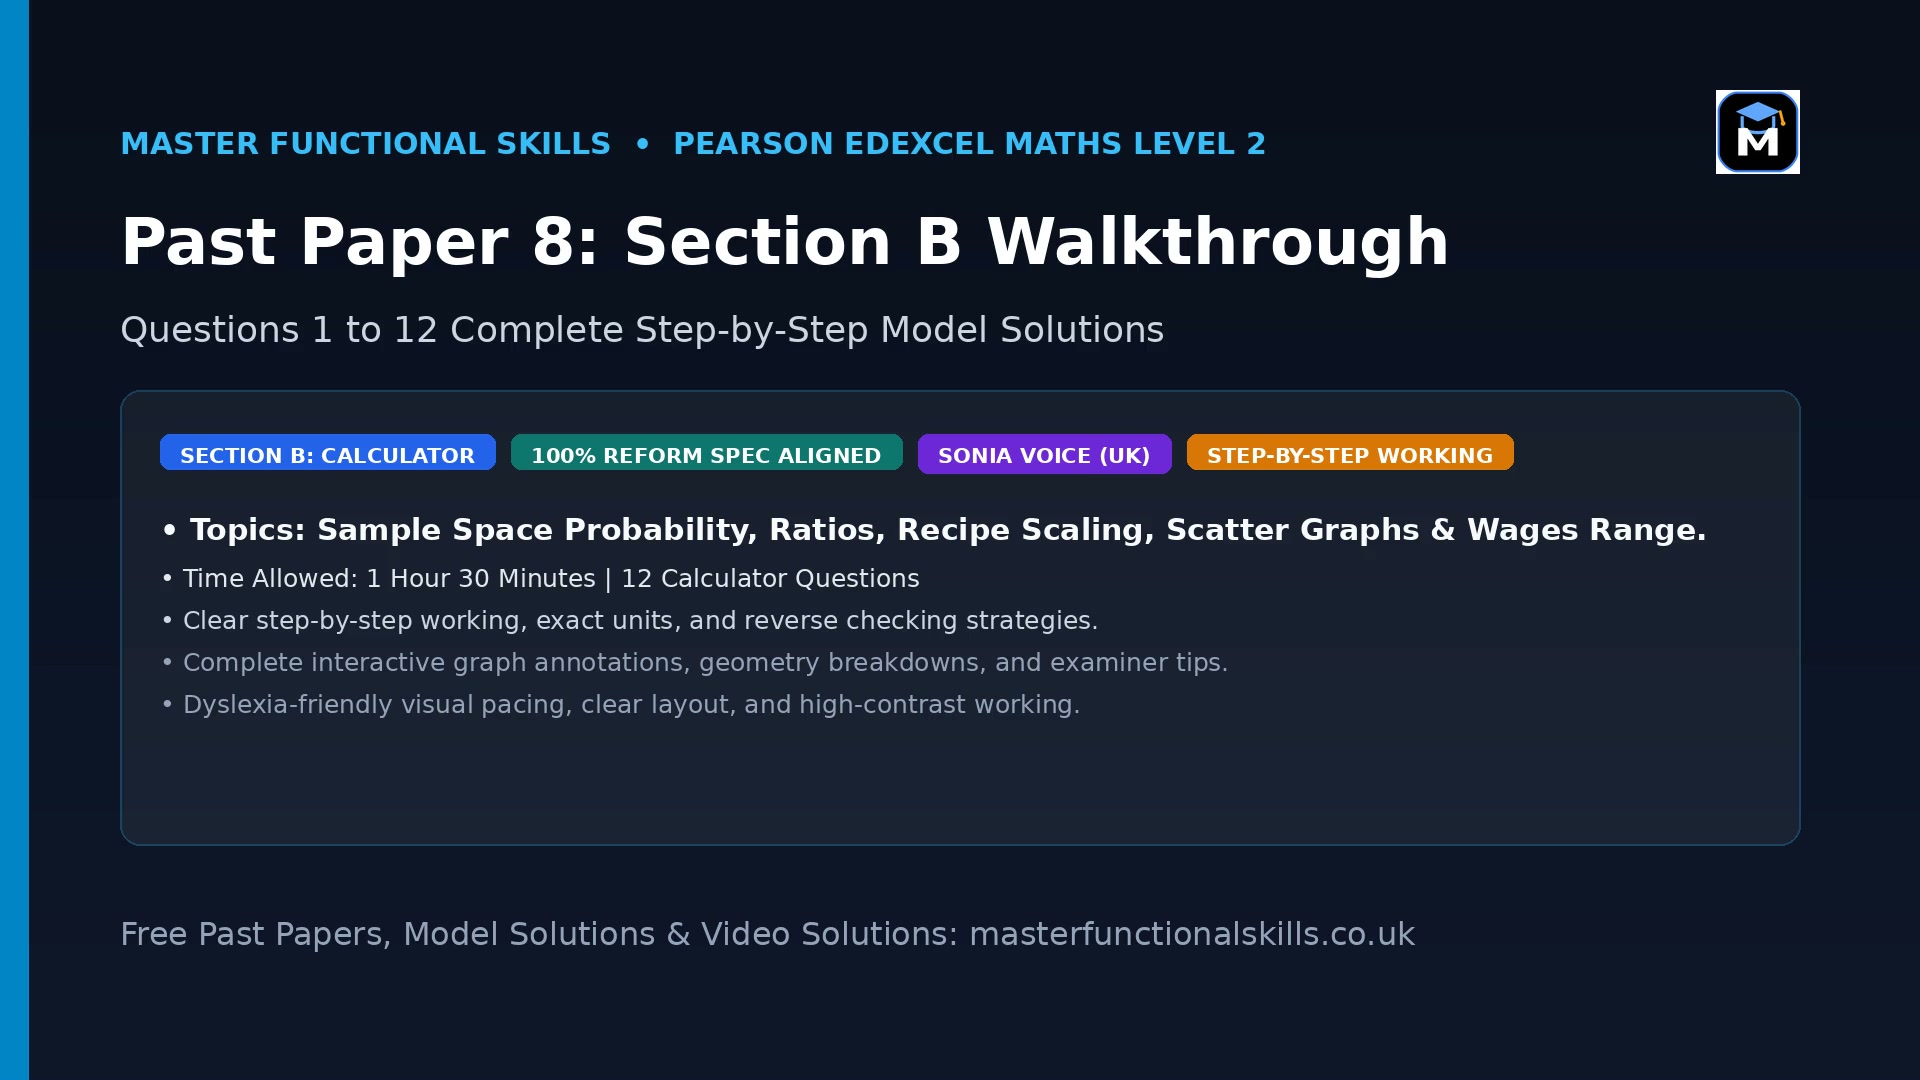 MASTER FUNCTIONAL SKILLS • PEARSON EDEXCEL MATHS LEVEL 2
M
Past Paper 8: Section B Walkthrough
Questions 1 to 12 Complete Step-by-Step Model Solutions
SECTION B: CALCULATOR 100% REFORM SPEC ALIGNED SONIA VOICE (UK) STEP-BY-STEP WORKING
• Topics: Sample Space Probability, Ratios, Recipe Scaling, Scatter Graphs & Wages Range.
• Time Allowed: 1 Hour 30 Minutes | 12 Calculator Questions
• Clear step-by-step working, exact units, and reverse checking strategies.
• Complete interactive graph annotations, geometry breakdowns, and examiner tips.
• Dyslexia-friendly visual pacing, clear layout, and high-contrast working.
Free Past Papers, Model Solutions & Video Solutions: masterfunctionalskills.co.uk